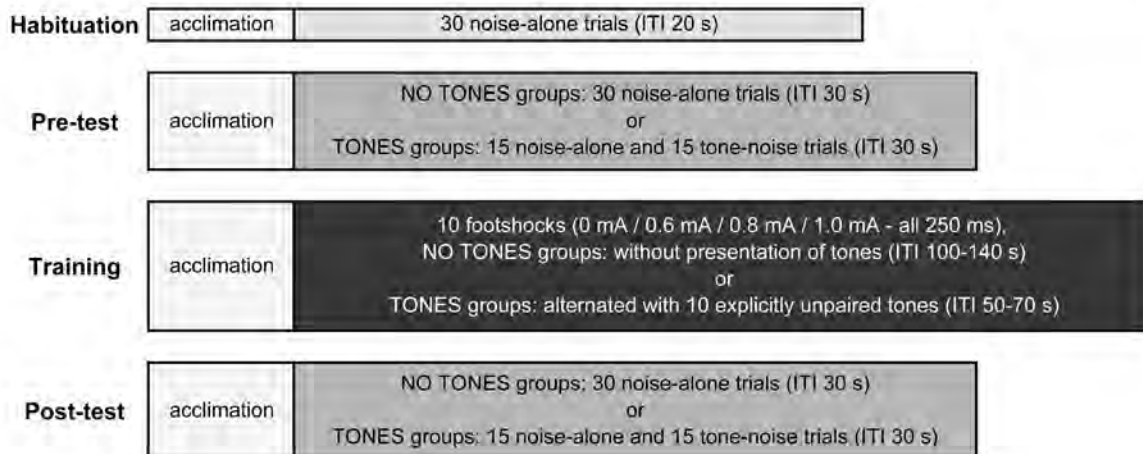 Habituation
acclimation
30 noise-alone trials (ITI 20 s)
Pre-test
acclimation
NO TONES groups: 30 noise-alone trials (ITI 30 s)
or
TONES groups: 15 noise-alone and 15 tone-noise trials (ITI 30 s)
Training
acclimation
10 footshocks (0 mA / 0.6 mA / 0.8 mA / 1.0 mA - all 250 ms),
NO TONES groups: without presentation of tones (ITI 100-140 s)
or
TONES groups: alternated with 10 explicitly unpaired tones (ITI 50-70 s)
Post-test
acclimation
NO TONES groups: 30 noise-alone trials (ITI 30 s)
or
TONES groups: 15 noise-alone and 15 tone-noise trials (ITI 30 s)